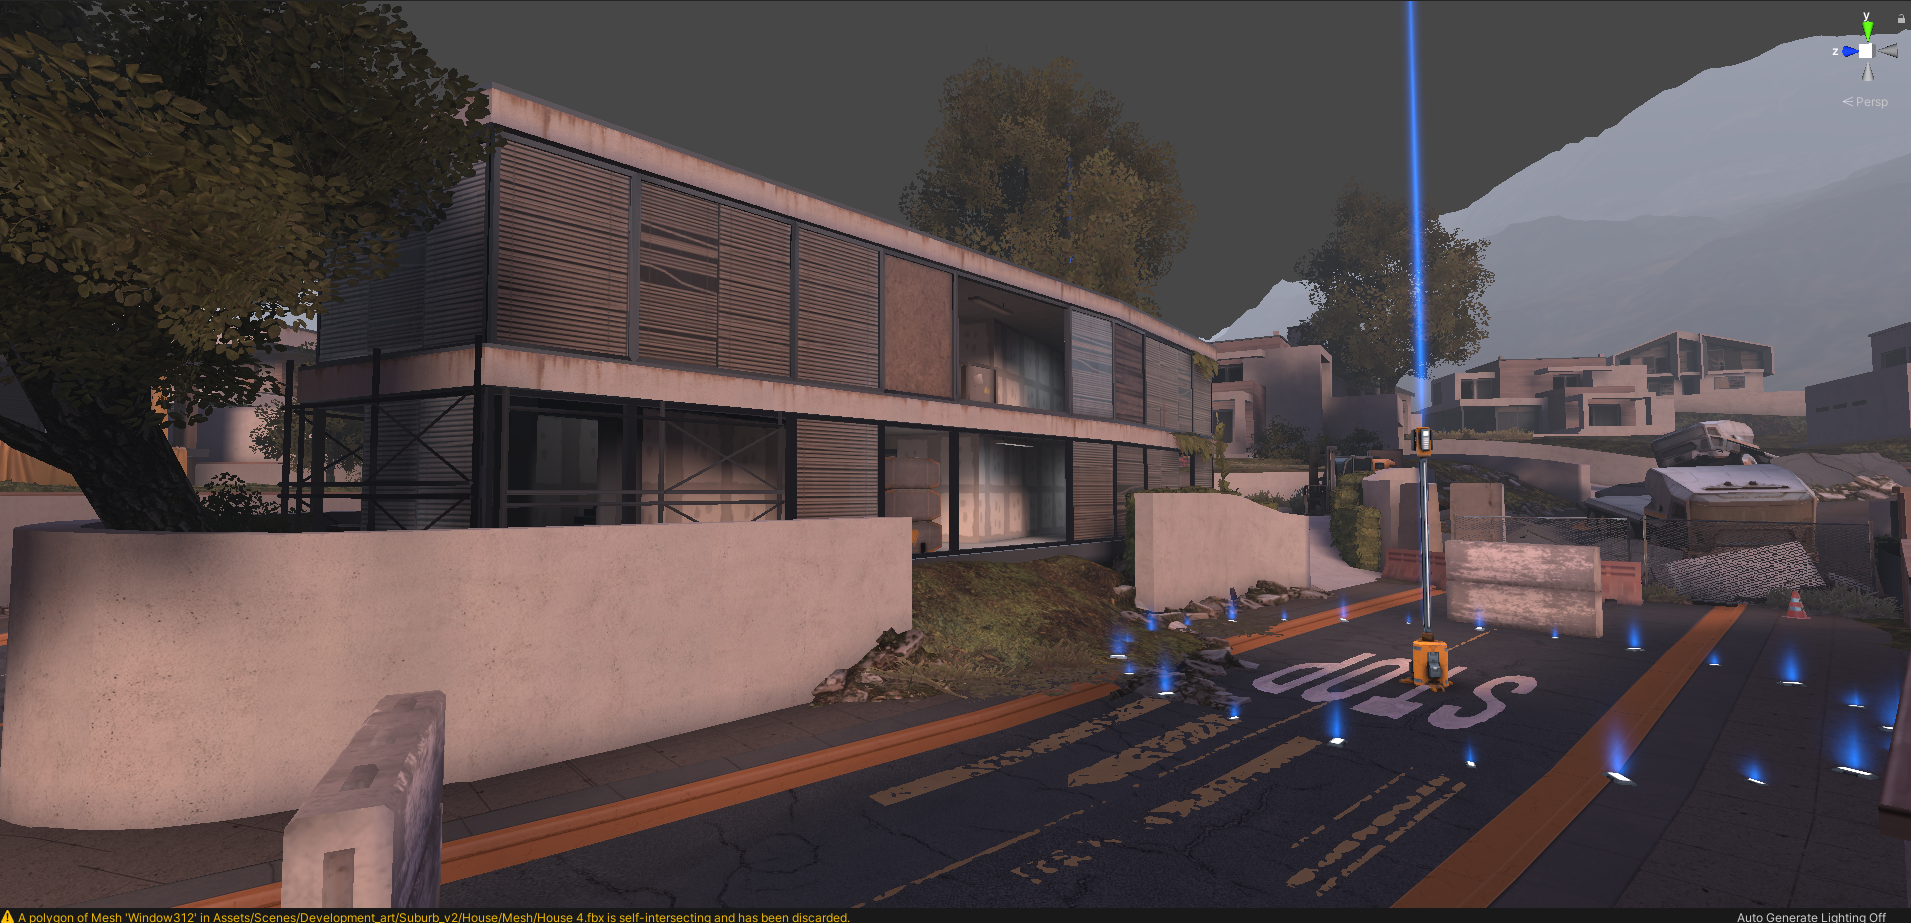 y
z
< Persp
STOP
A polygon of Mesh 'Window312' in Assets/Scenes/Development_art/Suburb_v2/House/Mesh/House 4.fbx is self-intersecting and has been discarded.
Auto Generate Lighting Off